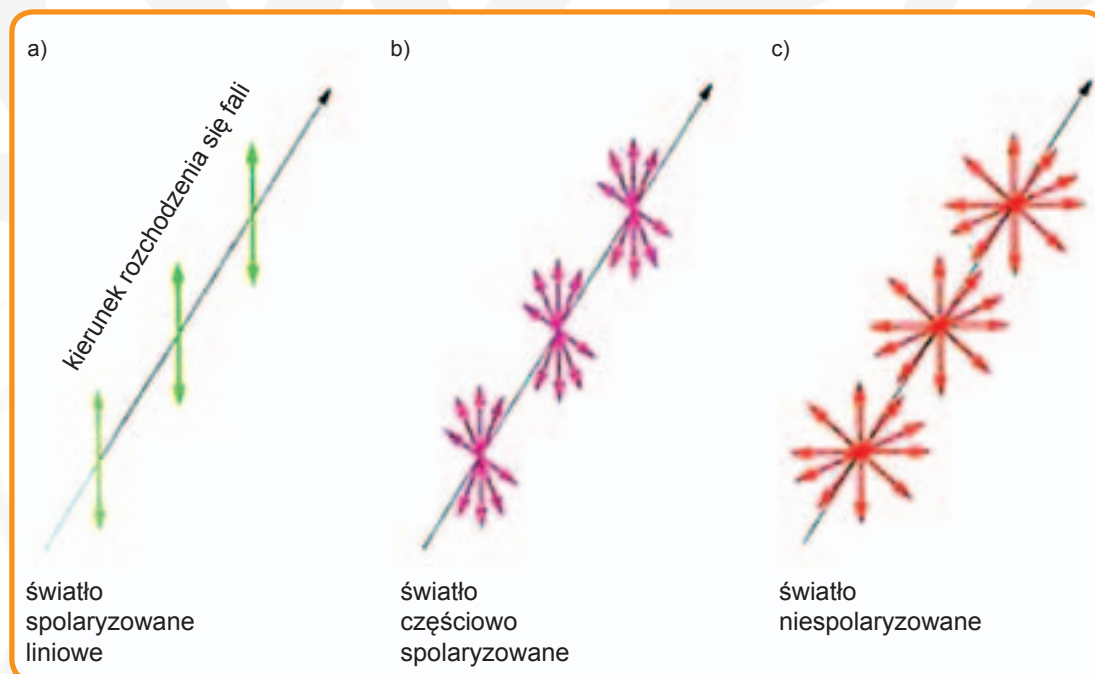 a)
kierunek rozchodzenia się fali
światło
spolaryzowane
liniowe
b)
światło
częściowo
spolaryzowane
c)
światło
niespolaryzowane